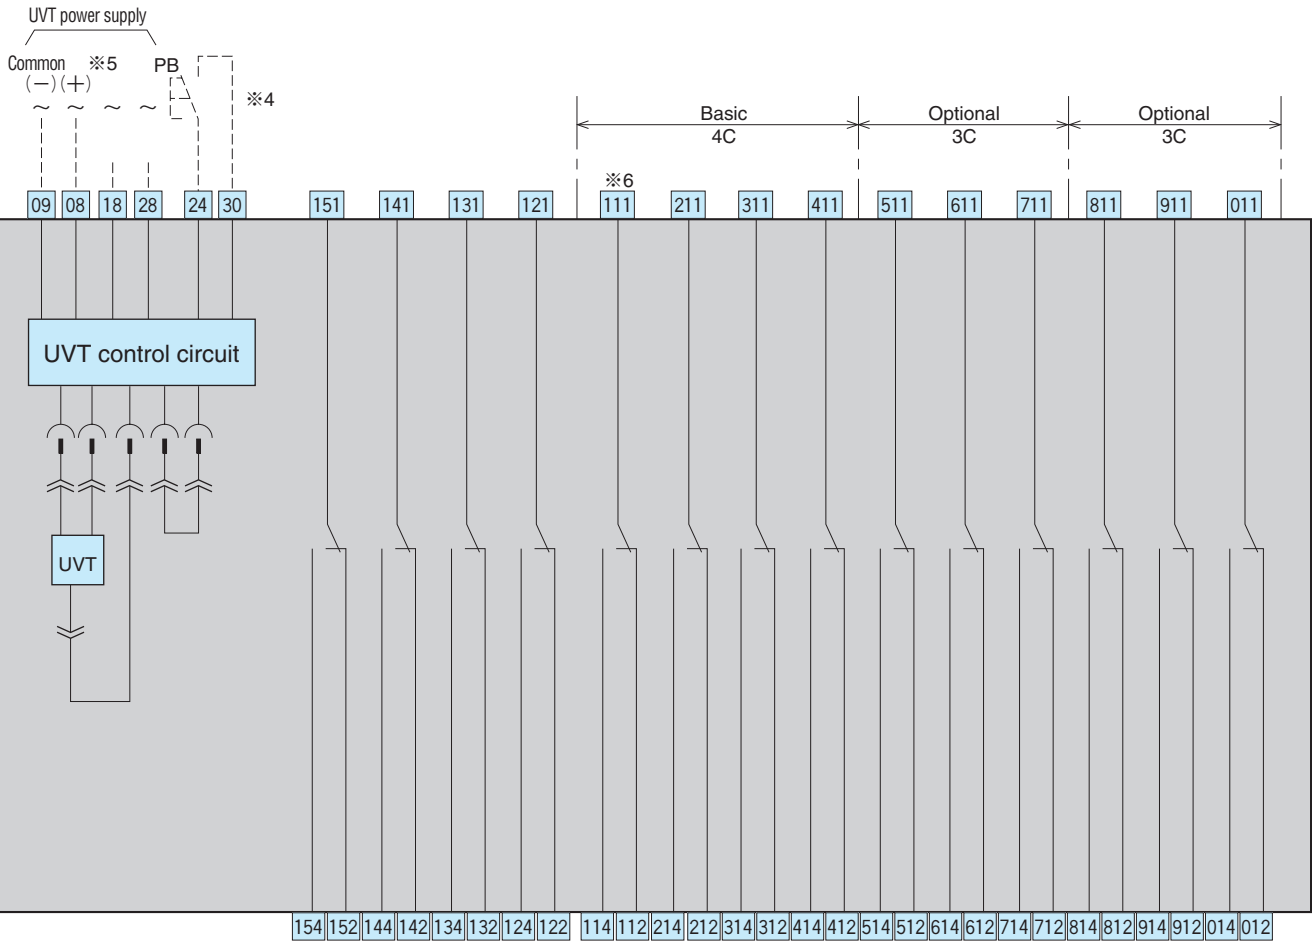 UVT power supply
Common ※5 PB
(−) (+)
~ ~ ~ ~ ※4
Basic Optional Optional
4C 3C 3C
※6
09 08 18 28 24 30 151 141 131 121 111 211 311 411 511 611 711 811 911 011
UVT control circuit
UVT
154 152 144 142 134 132 124 122 114 112 214 212 314 312 414 412 514 512 614 612 714 712 814 812 914 912 014 012